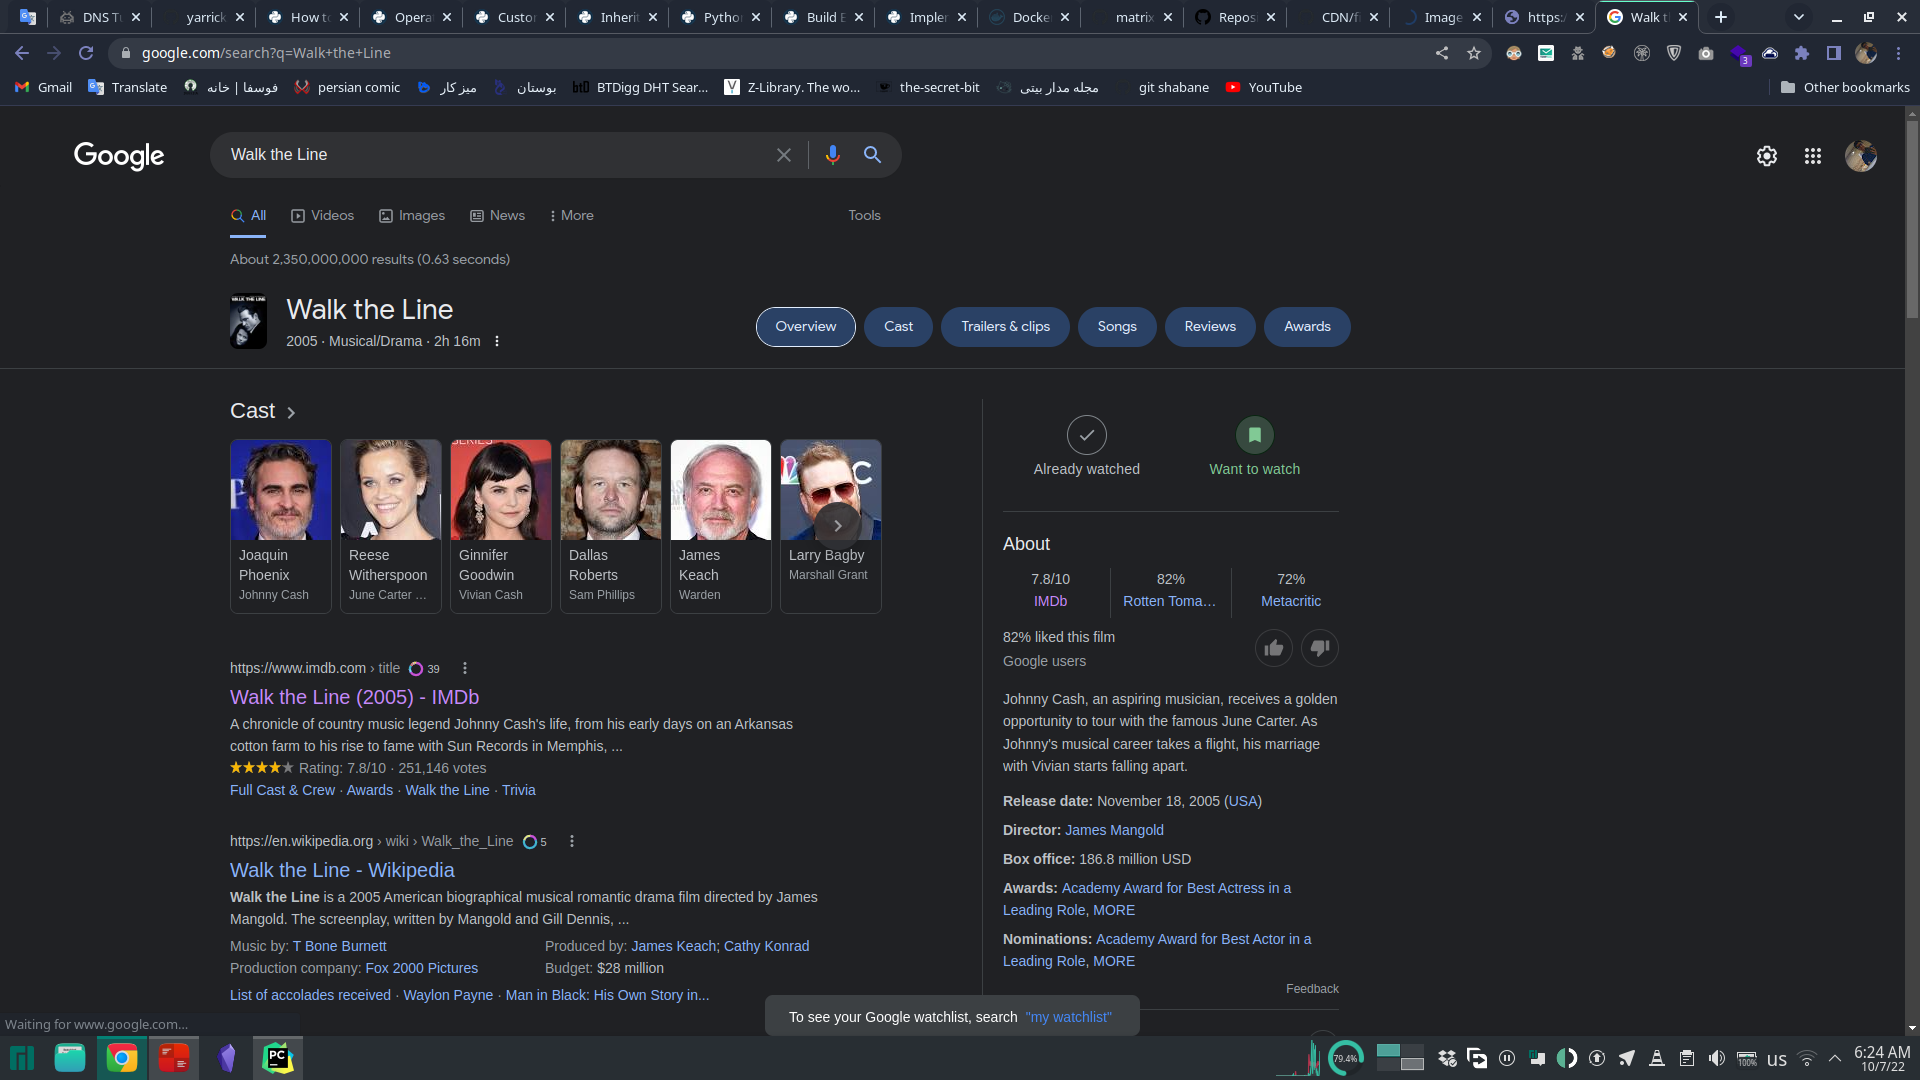 DNS Tu
yarrick
How to
Opera
Custor
Inherit
Pythor
Build E
Impler
Docke
matrix
Repos
CDN/fi
Image
https:/
Walk t
google.com/search?q=Walk+the+Line
3
Gmail
Translate
فوسفا | خانه
persian comic
میز کار
بوستان
BTDigg DHT Sear...
Z-Library. The wo...
the-secret-bit
مجله مدار بیتی
git shabane
YouTube
Other bookmarks
Google
Walk the Line
All
Videos
Images
News
More
Tools
About 2,350,000,000 results (0.63 seconds)
WALK THE LINE
Walk the Line
2005 · Musical/Drama · 2h 16m
Overview
Cast
Trailers & clips
Songs
Reviews
Awards
Cast
Joaquin Phoenix
Johnny Cash
Reese Witherspoon
June Carter ...
Ginnifer Goodwin
Vivian Cash
Dallas Roberts
Sam Phillips
James Keach
Warden
Larry Bagby
Marshall Grant
https://www.imdb.com › title
39
Walk the Line (2005) - IMDb
A chronicle of country music legend Johnny Cash's life, from his early days on an Arkansas
cotton farm to his rise to fame with Sun Records in Memphis, ...
Rating: 7.8/10 · 251,146 votes
Full Cast & Crew · Awards · Walk the Line · Trivia
https://en.wikipedia.org › wiki › Walk_the_Line
5
Walk the Line - Wikipedia
Walk the Line is a 2005 American biographical musical romantic drama film directed by James
Mangold. The screenplay, written by Mangold and Gill Dennis, ...
Music by: T Bone Burnett
Produced by: James Keach; Cathy Konrad
Production company: Fox 2000 Pictures
Budget: $28 million
List of accolades received · Waylon Payne · Man in Black: His Own Story in...
Already watched
Want to watch
About
7.8/10
IMDb
82%
Rotten Toma...
72%
Metacritic
82% liked this film
Google users
Johnny Cash, an aspiring musician, receives a golden
opportunity to tour with the famous June Carter. As
Johnny's musical career takes a flight, his marriage
with Vivian starts falling apart.
Release date: November 18, 2005 (USA)
Director: James Mangold
Box office: 186.8 million USD
Awards: Academy Award for Best Actress in a
Leading Role, MORE
Nominations: Academy Award for Best Actor in a
Leading Role, MORE
Feedback
To see your Google watchlist, search "my watchlist"
Waiting for www.google.com...
PC
79.4%
100%
us
6:24 AM
10/7/22